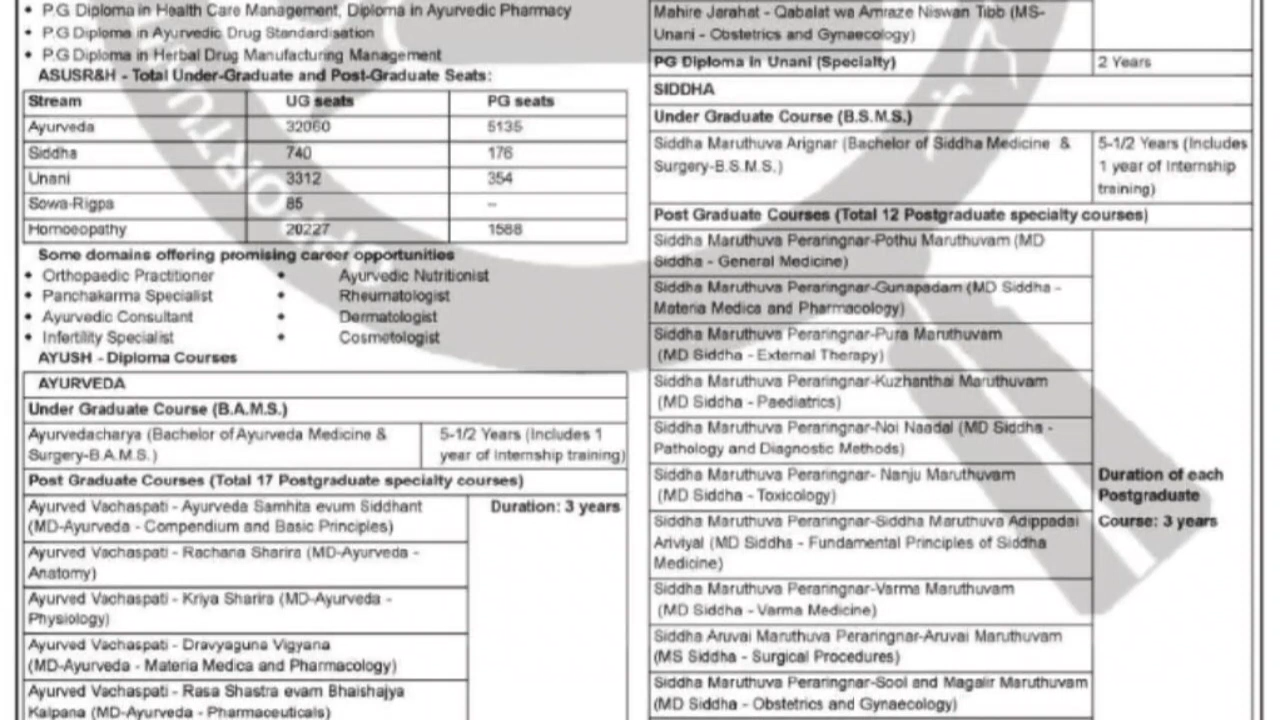 • P.G Diploma in Health Care Management, Diploma in Ayurvedic Pharmacy
• P.G Diploma in Ayurvedic Drug Standardisation
• P.G Diploma in Herbal Drug Manufacturing Management
ASUSR&H - Total Under-Graduate and Post-Graduate Seats:
Stream UG seats PG seats
Ayurveda 32060 5135
Siddha 740 176
Unani 3312 354
Sowa-Rigpa 85 --
Homoeopathy 20227 1588
Some domains offering promising career opportunities
• Orthopaedic Practitioner • Ayurvedic Nutritionist
• Panchakarma Specialist • Rheumatologist
• Ayurvedic Consultant • Dermatologist
• Infertility Specialist • Cosmetologist
AYUSH - Diploma Courses
AYURVEDA
Under Graduate Course (B.A.M.S.)
Ayurvedacharya (Bachelor of Ayurveda Medicine & 5-1/2 Years (Includes 1
Surgery-B.A.M.S.) year of Internship training)
Post Graduate Courses (Total 17 Postgraduate specialty courses)
Ayurved Vachaspati - Ayurveda Samhita evum Siddhant Duration: 3 years
(MD-Ayurveda - Compendium and Basic Principles)
Ayurved Vachaspati - Rachana Sharira (MD-Ayurveda -
Anatomy)
Ayurved Vachaspati - Kriya Sharira (MD-Ayurveda -
Physiology)
Ayurved Vachaspati - Dravyaguna Vigyana
(MD-Ayurveda - Materia Medica and Pharmacology)
Ayurved Vachaspati - Rasa Shastra evam Bhaishajya
Kalpana (MD-Ayurveda - Pharmaceuticals)
Mahire Jarahat - Qabalat wa Amraze Niswan Tibb (MS-
Unani - Obstetrics and Gynaecology)
PG Diploma in Unani (Specialty) 2 Years
SIDDHA
Under Graduate Course (B.S.M.S.)
Siddha Maruthuva Arignar (Bachelor of Siddha Medicine & 5-1/2 Years (Includes
Surgery-B.S.M.S.) 1 year of Internship
training)
Post Graduate Courses (Total 12 Postgraduate specialty courses)
Siddha Maruthuva Peraringnar-Pothu Maruthuvam (MD
Siddha - General Medicine)
Siddha Maruthuva Peraringnar-Gunapadam (MD Siddha -
Materia Medica and Pharmacology)
Siddha Maruthuva Peraringnar-Pura Maruthuvam
(MD Siddha - External Therapy)
Siddha Maruthuva Peraringnar-Kuzhanthai Maruthuvam
(MD Siddha - Paediatrics)
Siddha Maruthuva Peraringnar-Noi Naadal (MD Siddha -
Pathology and Diagnostic Methods)
Siddha Maruthuva Peraringnar- Nanju Maruthuvam Duration of each
(MD Siddha - Toxicology) Postgraduate
Siddha Maruthuva Peraringnar-Siddha Maruthuva Adippadai Course: 3 years
Ariviyal (MD Siddha - Fundamental Principles of Siddha
Medicine)
Siddha Maruthuva Peraringnar-Varma Maruthuvam
(MD Siddha - Varma Medicine)
Siddha Aruvai Maruthuva Peraringnar-Aruvai Maruthuvam
(MS Siddha - Surgical Procedures)
Siddha Maruthuva Peraringnar-Sool and Magalir Maruthuvam
(MD Siddha - Obstetrics and Gynaecology)